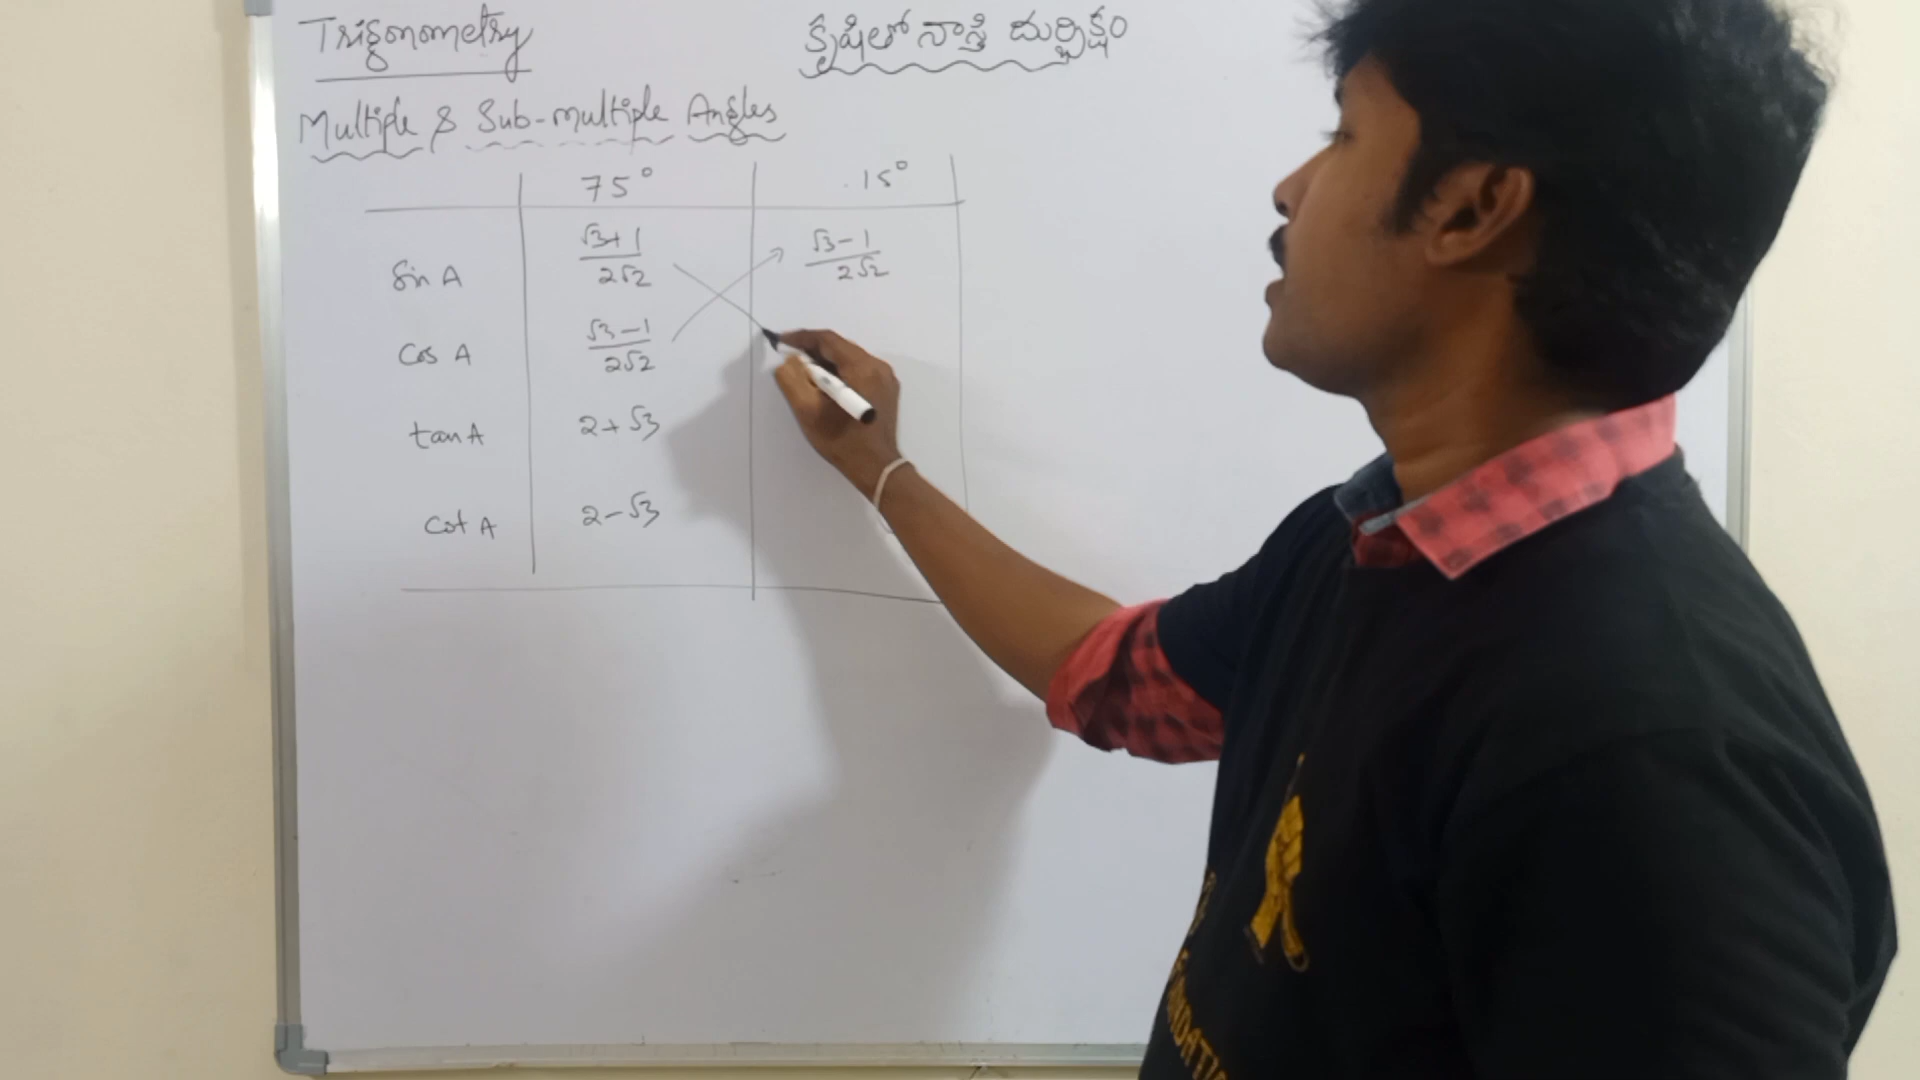 Trigonometry
కృషితో నాస్తి దుర్భిక్షం
Multiple & Sub-multiple Angles
75° 15°
Sin A √3+1/2√2 √3-1/2√2
Cos A √3-1/2√2
tan A 2+√3
Cot A 2-√3